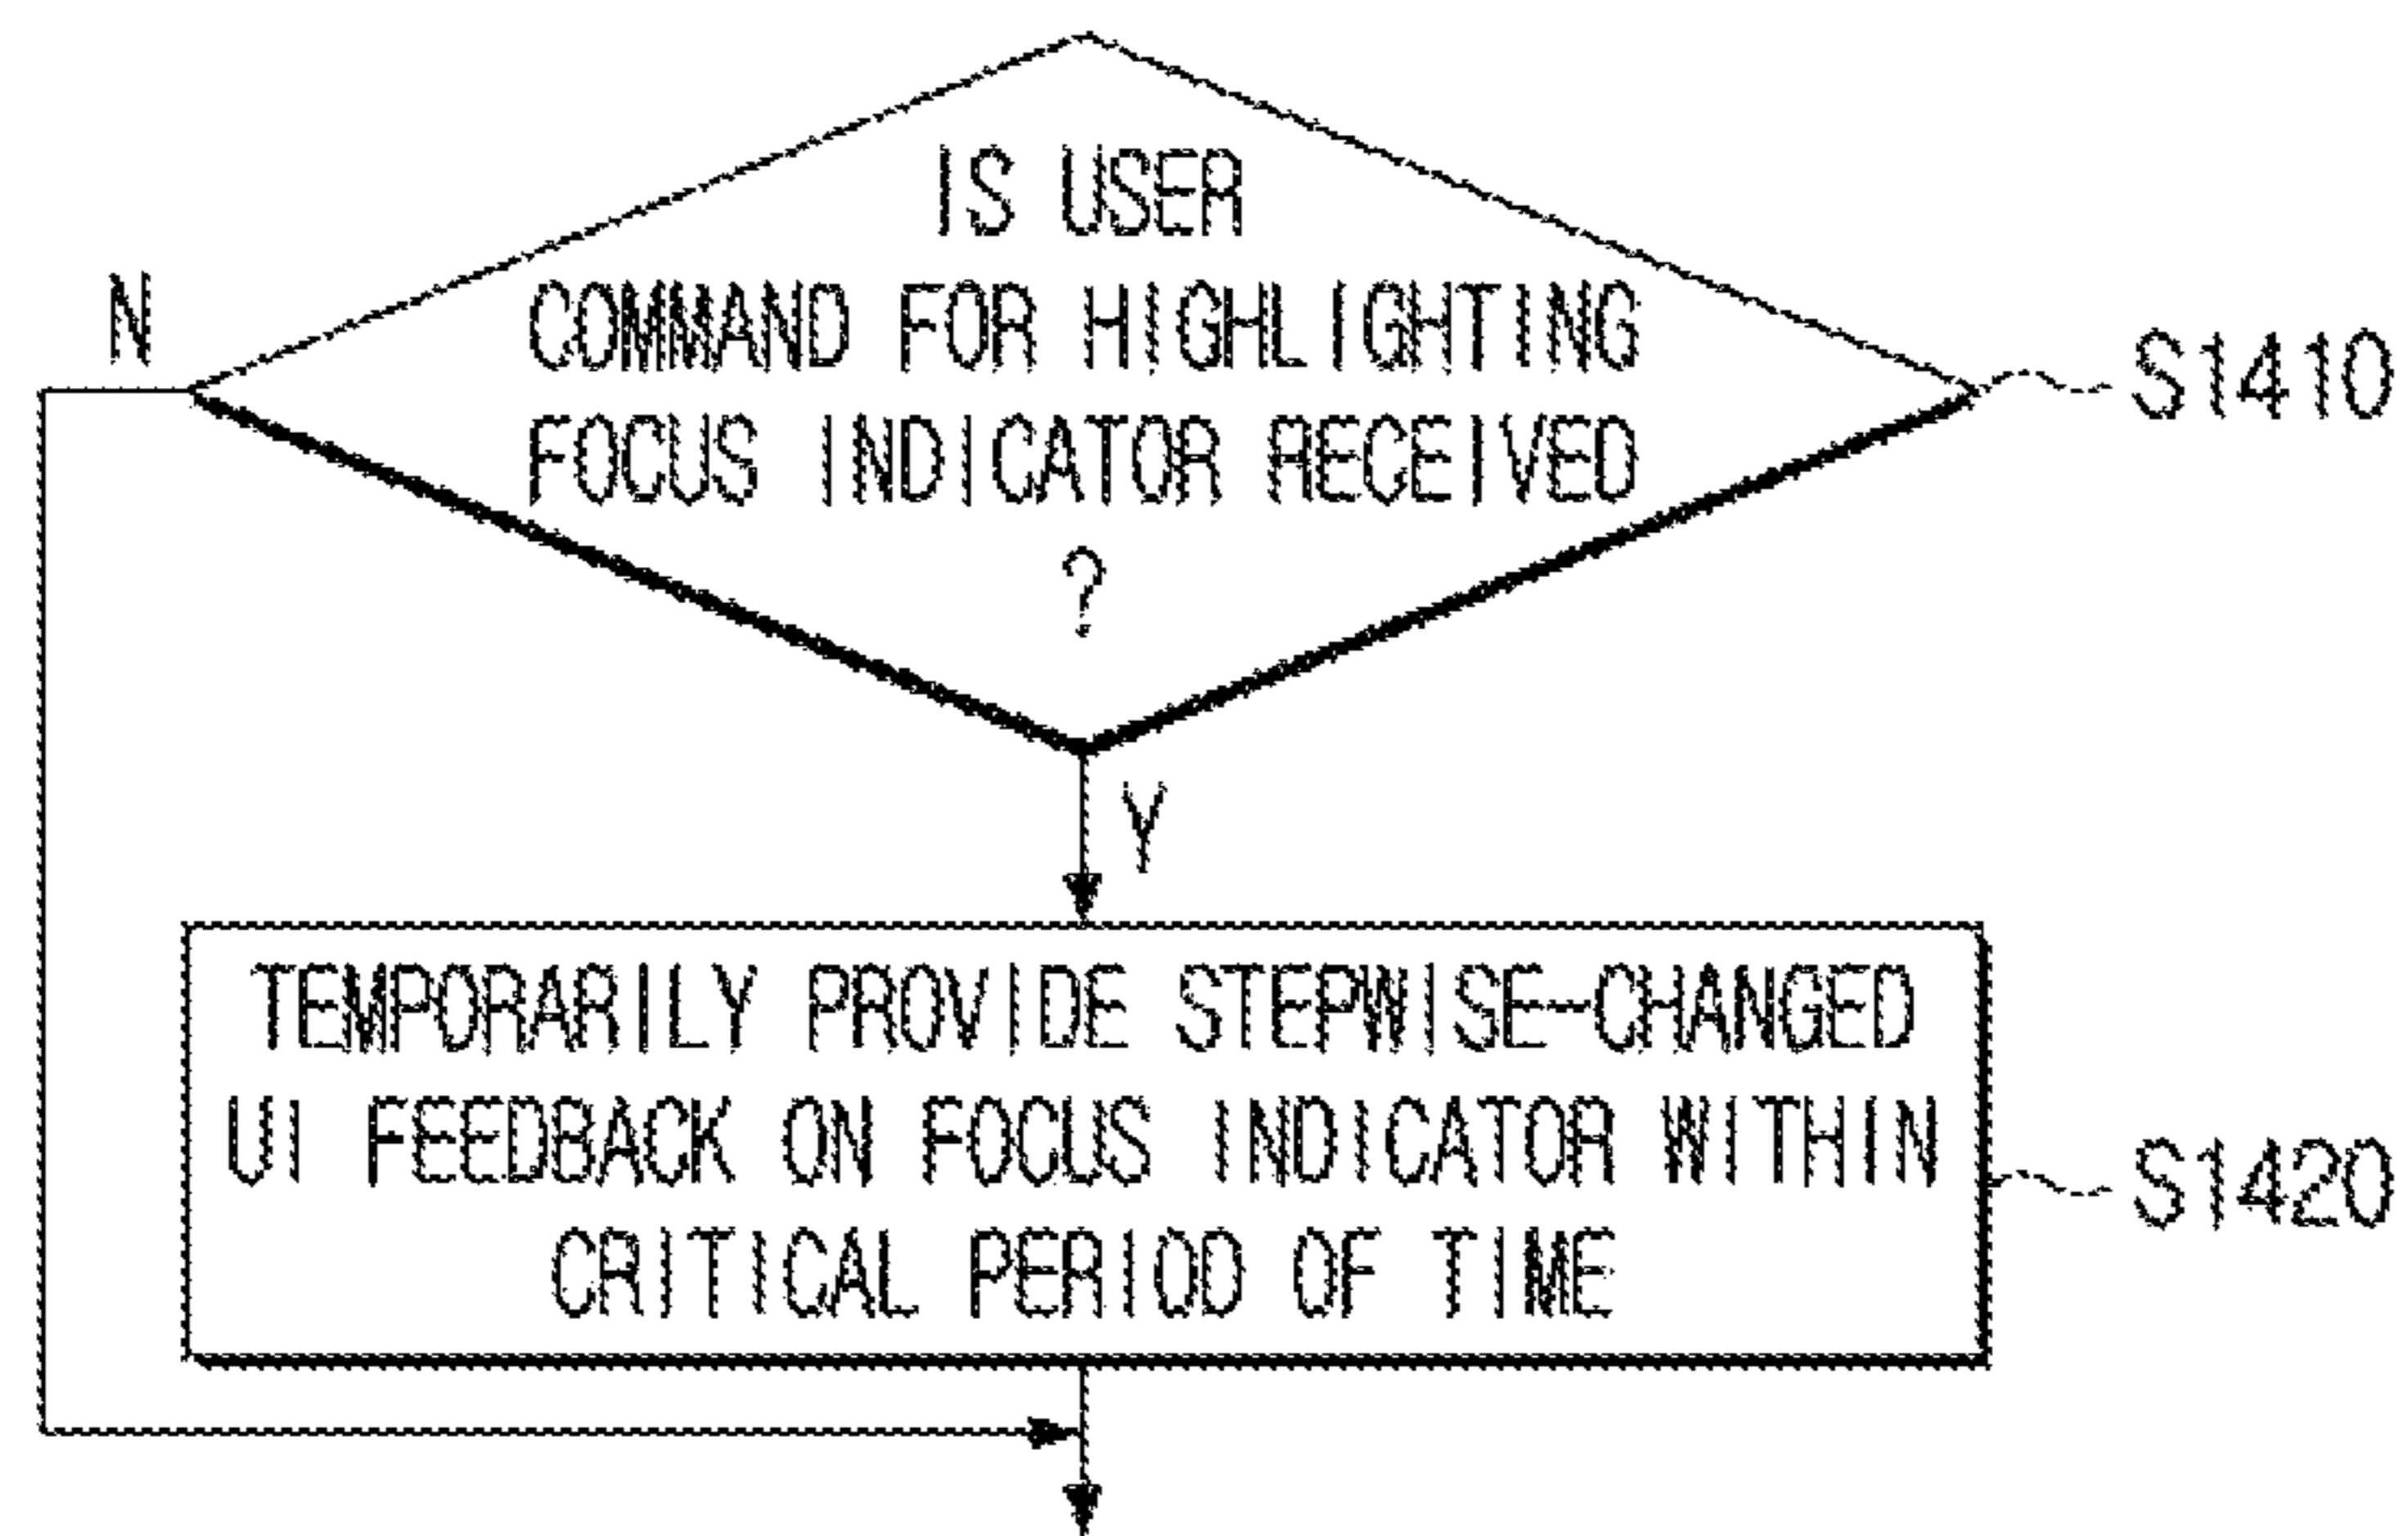 IS USER
COMMAND FOR HIGHLIGHTING
FOCUS INDICATOR RECEIVED
?
N
S1410
Y
TEMPORARILY PROVIDE STEPWISE-CHANGED
UI FEEDBACK ON FOCUS INDICATOR WITHIN
CRITICAL PERIOD OF TIME
S1420